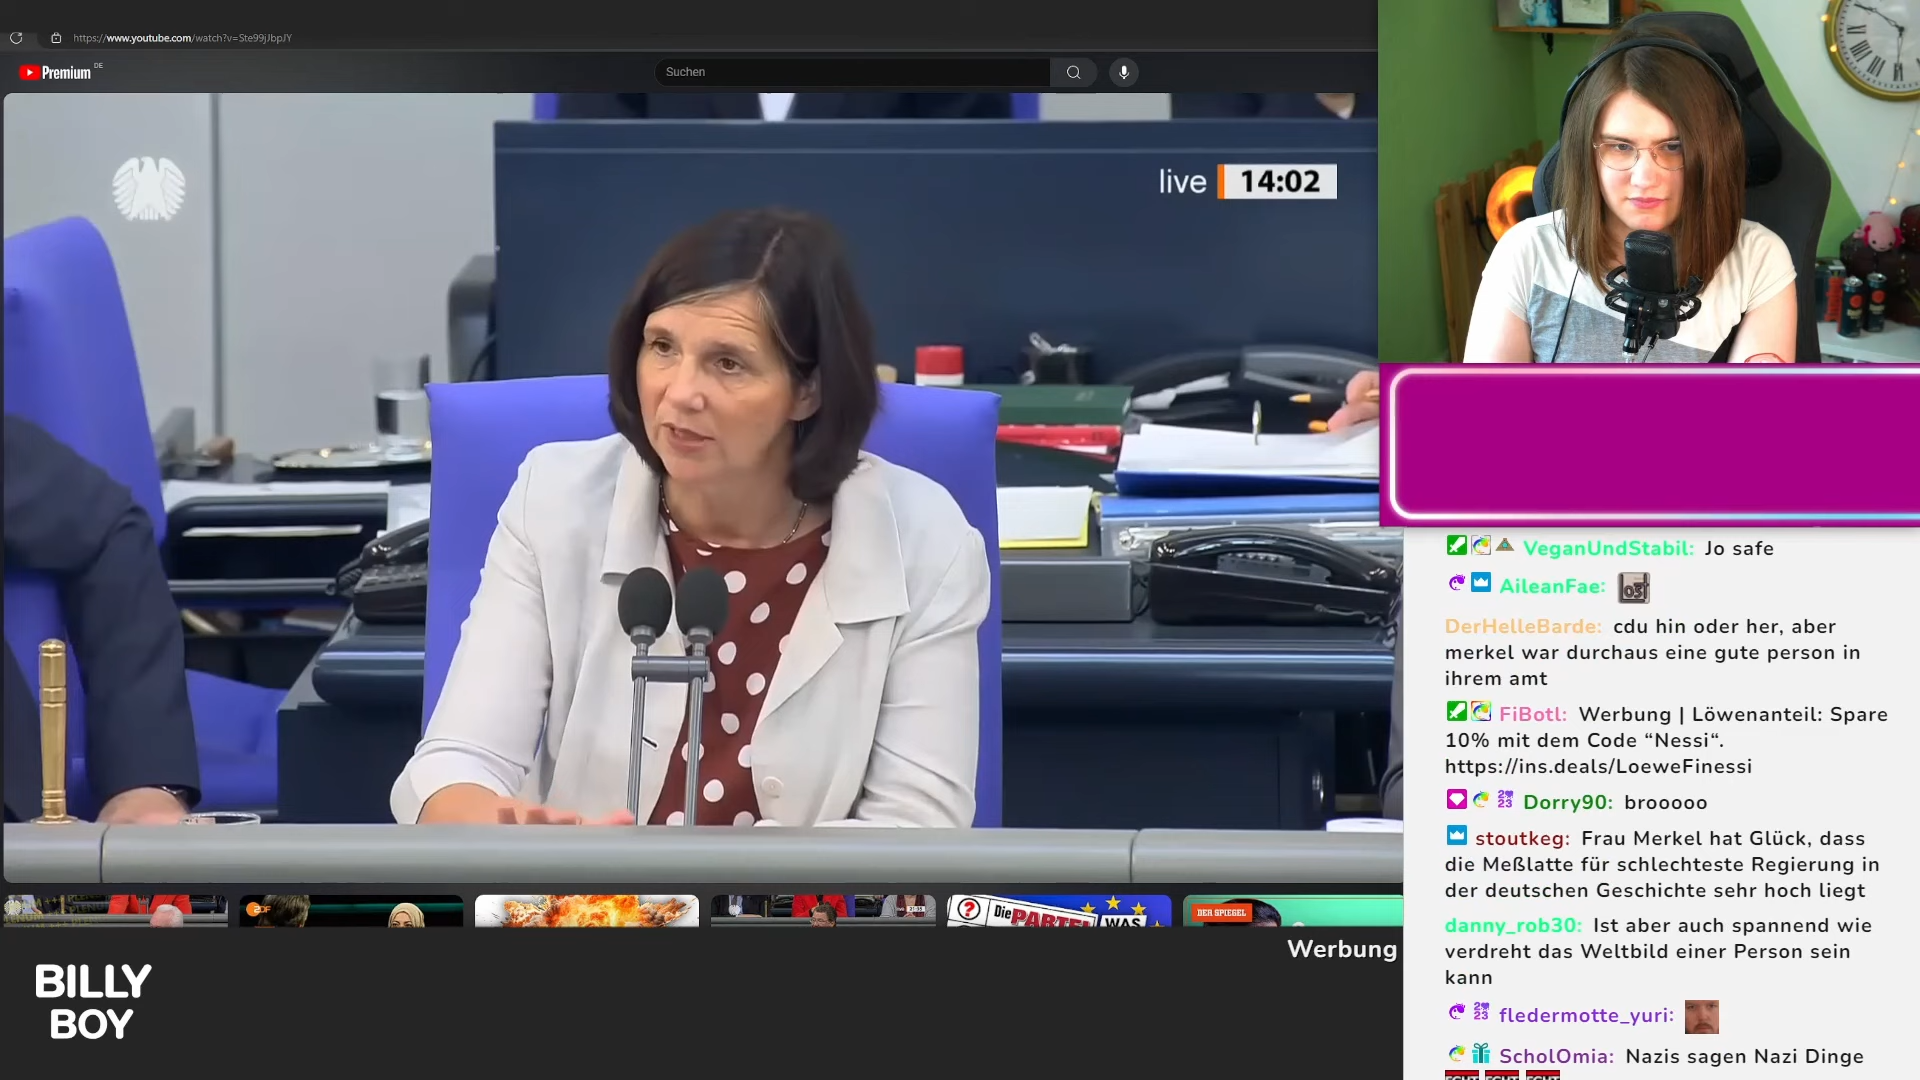 https://www.youtube.com/watch?v=Ste99jJbpJY
Premium DE
Suchen
live 14:02
VeganUndStabil: Jo safe
AileanFae:
DerHelleBarde: cdu hin oder her, aber
merkel war durchaus eine gute person in
ihrem amt
FiBotl: Werbung | Löwenanteil: Spare
10% mit dem Code “Nessi“.
https://ins.deals/LoeweFinessi
Dorry90: brooooo
stoutkeg: Frau Merkel hat Glück, dass
die Meßlatte für schlechteste Regierung in
der deutschen Geschichte sehr hoch liegt
danny_rob30: Ist aber auch spannend wie
verdreht das Weltbild einer Person sein
kann
fledermotte_yuri:
ScholOmia: Nazis sagen Nazi Dinge
ZDF
Die PARTEI
WAS
DER SPIEGEL
Werbung
BILLY
BOY